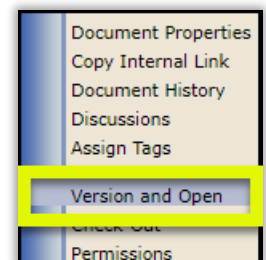 Document Properties
Copy Internal Link
Document History
Discussions
Assign Tags
Version and Open
Check Out
Permissions